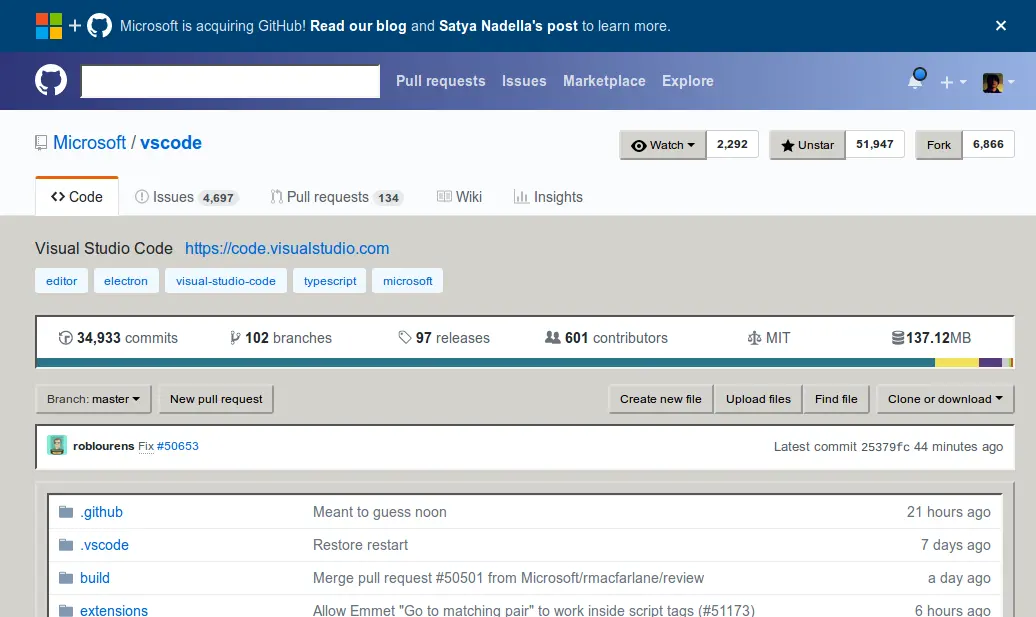 + Microsoft is acquiring GitHub! Read our blog and Satya Nadella's post to learn more. ×
Pull requests Issues Marketplace Explore
Microsoft / vscode Watch 2,292 Unstar 51,947 Fork 6,866
Code Issues 4,697 Pull requests 134 Wiki Insights
Visual Studio Code https://code.visualstudio.com
editor electron visual-studio-code typescript microsoft
34,933 commits 102 branches 97 releases 601 contributors MIT 137.12MB
Branch: master New pull request Create new file Upload files Find file Clone or download
roblourens Fix #50653 Latest commit 25379fc 44 minutes ago
.github Meant to guess noon 21 hours ago
.vscode Restore restart 7 days ago
build Merge pull request #50501 from Microsoft/rmacfarlane/review a day ago
extensions Allow Emmet "Go to matching pair" to work inside script tags (#51173) 6 hours ago